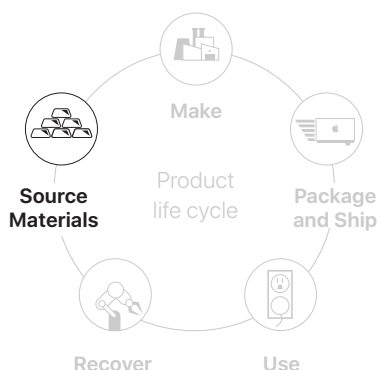 Make
Source
Materials
Product
life cycle
Package
and Ship
Recover
Use